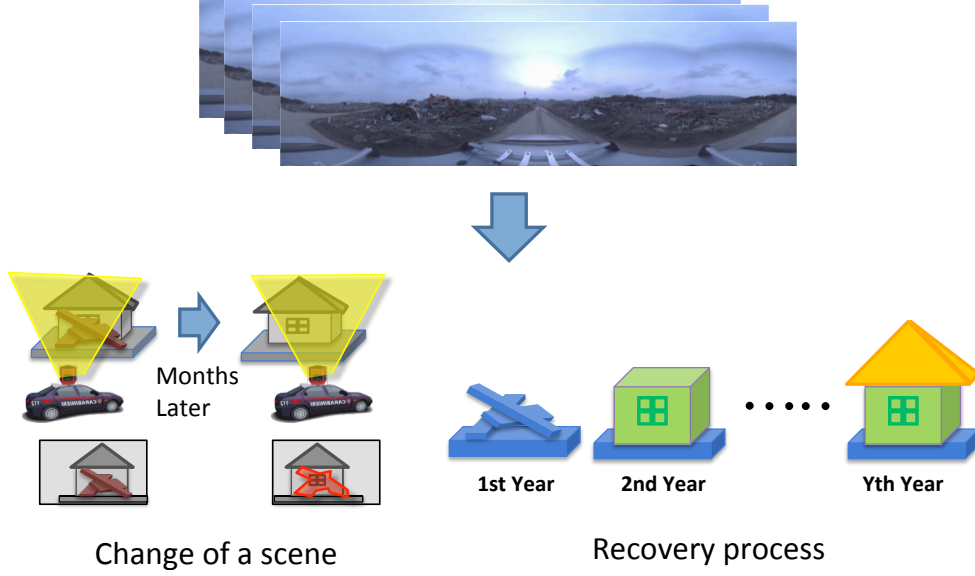 Months
Later
1st Year
2nd Year
Yth Year
Change of a scene
Recovery process